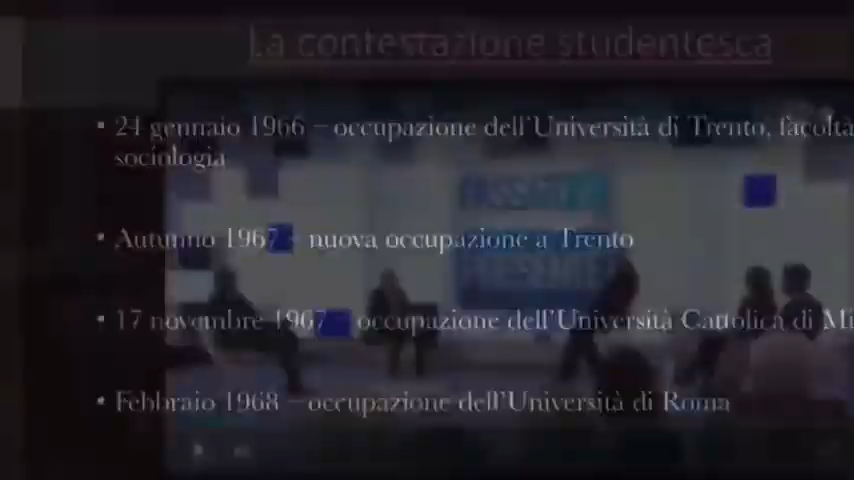 La contestazione studentesca
▪ 24 gennaio 1966 – occupazione dell'Università di Trento, facoltà
sociologia
▪ Autunno 1967 – nuova occupazione a Trento
▪ 17 novembre 1967 – occupazione dell'Università Cattolica di Mi
▪ Febbraio 1968 – occupazione dell'Università di Roma